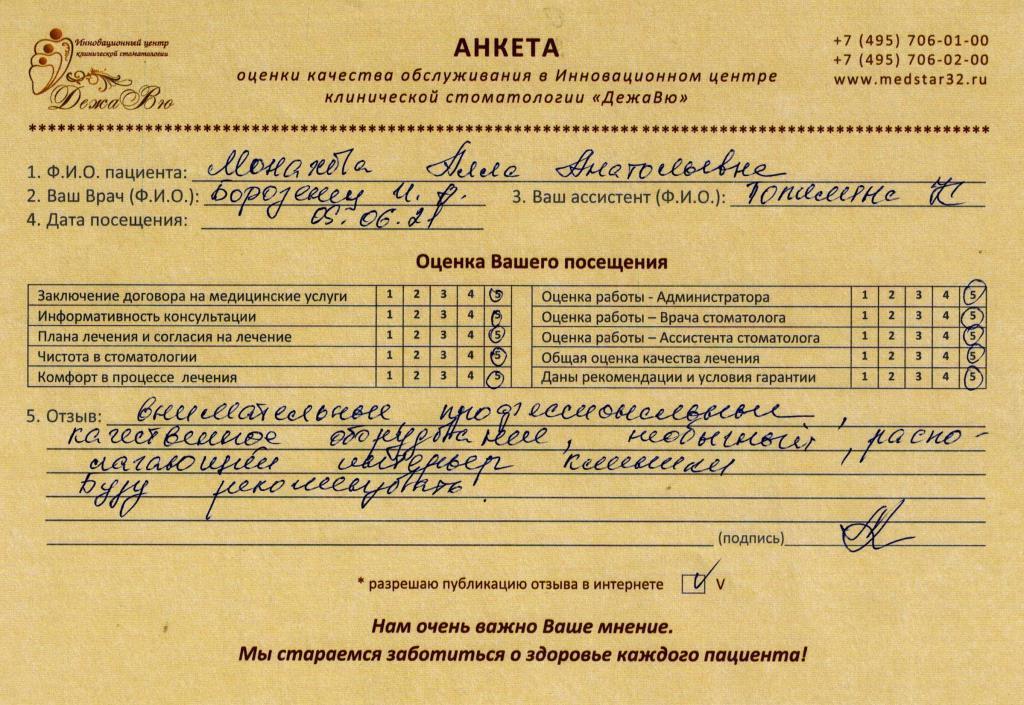 Инновационный центр
клинической стоматологии
ДежаВю
АНКЕТА
оценки качества обслуживания в Инновационном центре
клинической стоматологии «ДежаВю»
+7 (495) 706-01-00
+7 (495) 706-02-00
www.medstar32.ru
1. Ф.И.О. пациента: Алла Анатольевна
2. Ваш Врач (Ф.И.О.): Борозенец И. А. 3. Ваш ассистент (Ф.И.О.): К
4. Дата посещения: 05.06.21
Оценка Вашего посещения
Заключение договора на медицинские услуги 1 2 3 4 5 Оценка работы - Администратора 1 2 3 4 5
Информативность консультации 1 2 3 4 5 Оценка работы – Врача стоматолога 1 2 3 4 5
Плана лечения и согласия на лечение 1 2 3 4 5 Оценка работы – Ассистента стоматолога 1 2 3 4 5
Чистота в стоматологии 1 2 3 4 5 Общая оценка качества лечения 1 2 3 4 5
Комфорт в процессе лечения 1 2 3 4 5 Даны рекомендации и условия гарантии 1 2 3 4 5
5. Отзыв: внимательные профессиональные,
качественное оборудование, необычный, распо-
лагающий интерьер клиники
Буду рекомендовать.
(подпись)
* разрешаю публикацию отзыва в интернете V V
Нам очень важно Ваше мнение.
Мы стараемся заботиться о здоровье каждого пациента!